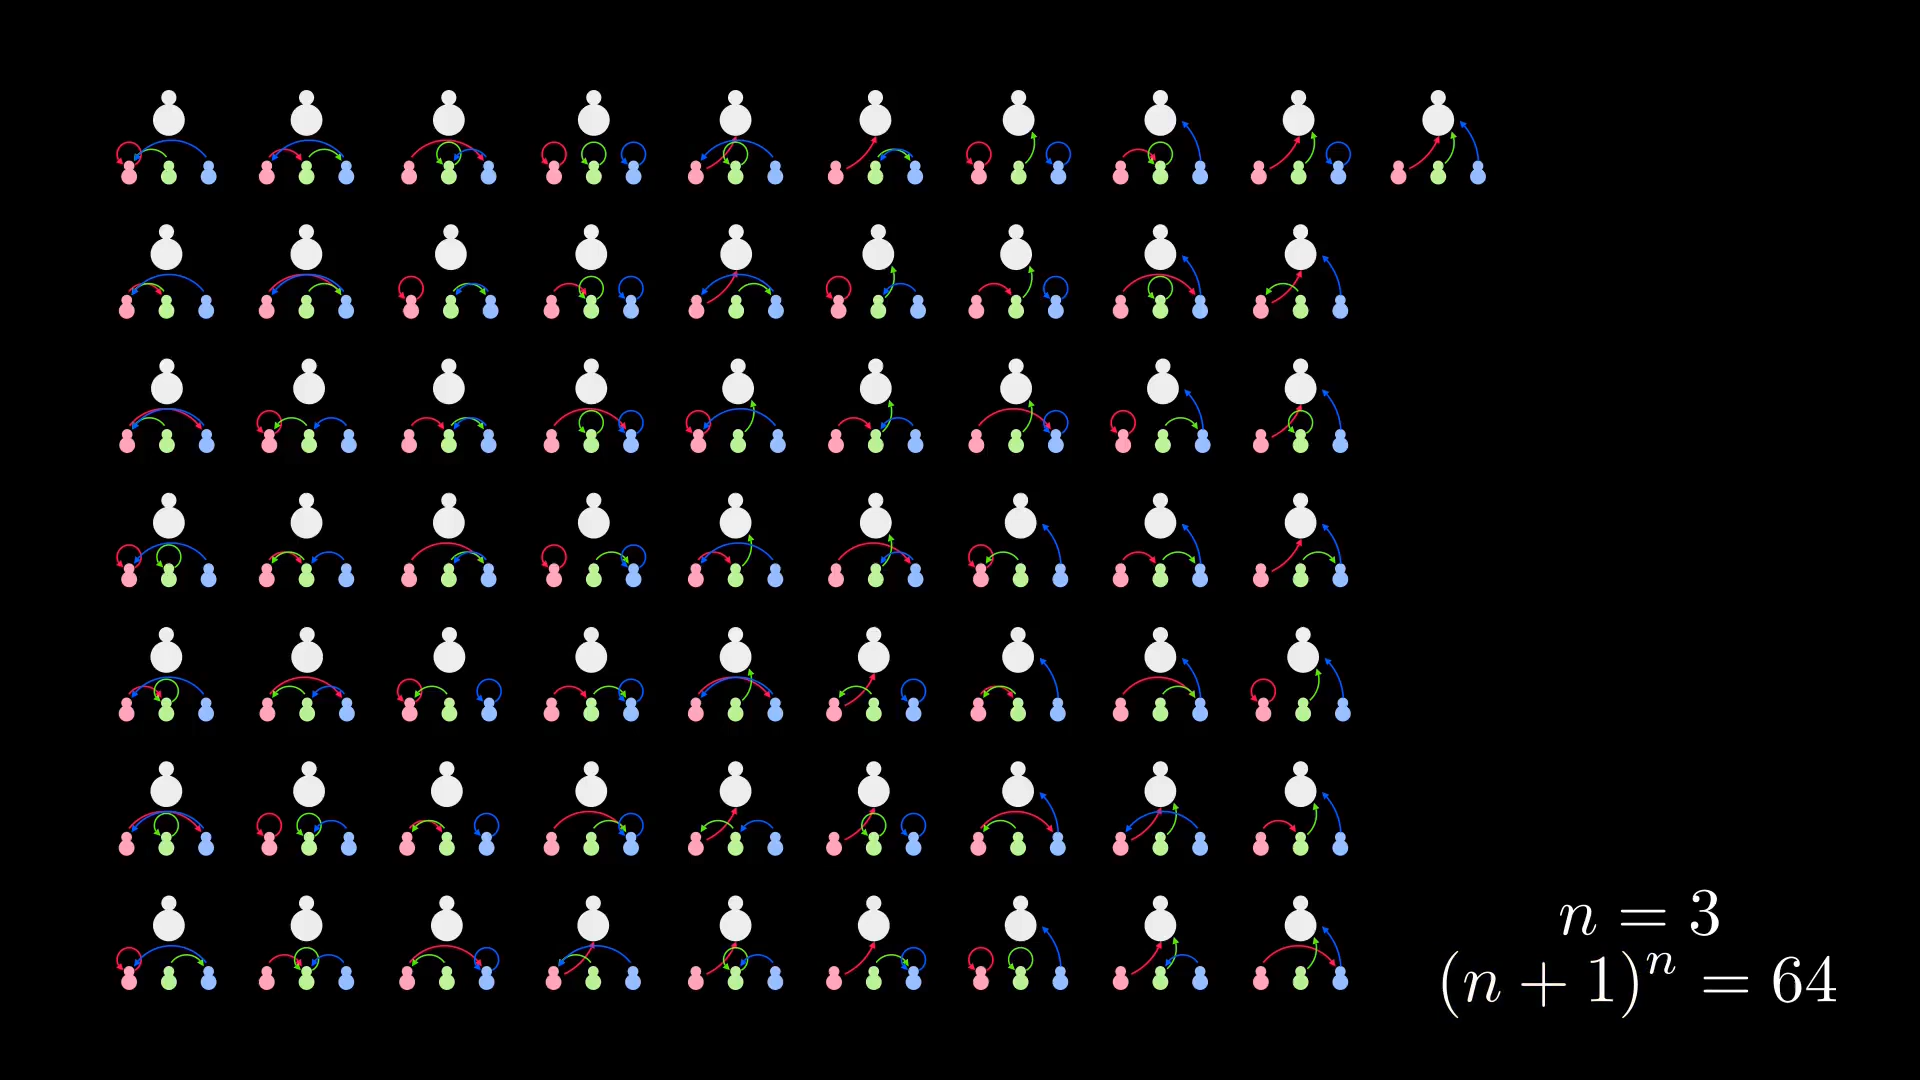 n = 3
(n + 1)^n = 64